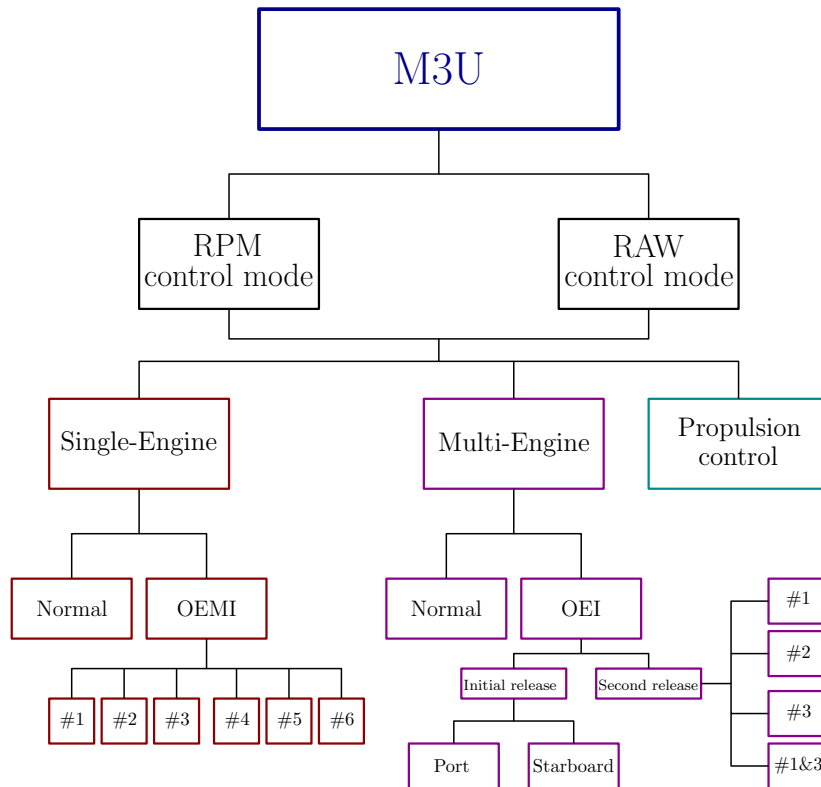 M3U
RPM
control mode
RAW
control mode
Single-Engine
Multi-Engine
Propulsion
control
Normal
OEMI
Normal
OEI
#1
#2
#3
#1&3
Initial release
Second release
#1
#2
#3
#4
#5
#6
Port
Starboard